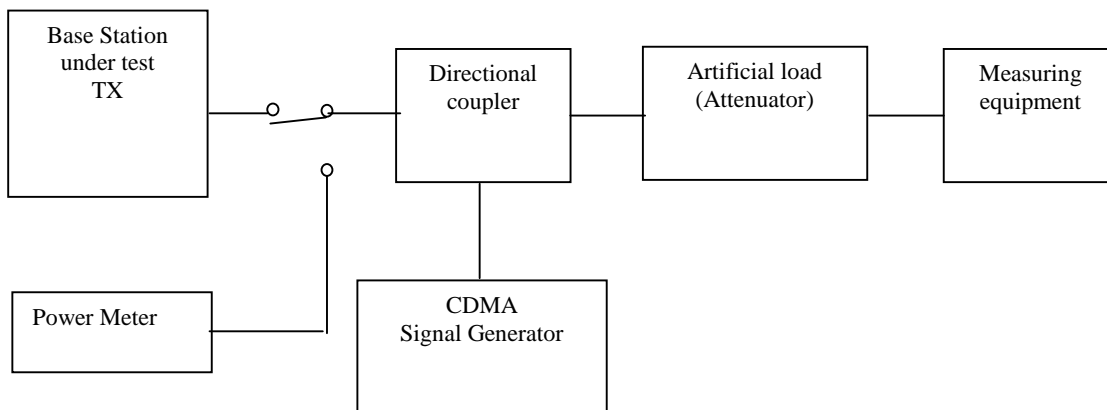 Base Station
under test
TX
Directional
coupler
Artificial load
(Attenuator)
Measuring
equipment
Power Meter
CDMA
Signal Generator